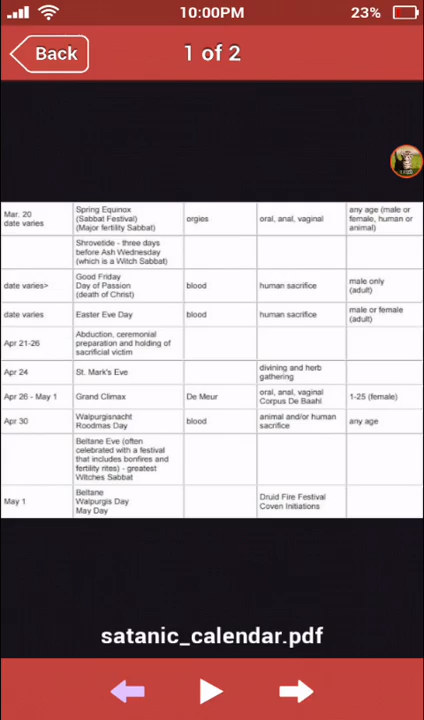 10:00PM
23%
Back
1 of 2
Mar. 20
date varies
Spring Equinox
(Sabbat Festival)
(Major fertility Sabbat)
orgies
oral, anal, vaginal
any age (male or
female, human or
animal)
Shrovetide - three days
before Ash Wednesday
(which is a Witch Sabbat)
date varies>
Good Friday
Day of Passion
(death of Christ)
blood
human sacrifice
male only
(adult)
date varies
Easter Eve Day
blood
human sacrifice
male or female
(adult)
Apr 21-26
Abduction, ceremonial
preparation and holding of
sacrificial victim
Apr 24
St. Mark's Eve
divining and herb
gathering
Apr 26 - May 1
Grand Climax
De Meur
oral, anal, vaginal
Corpus De Baahl
1-25 (female)
Apr 30
Walpurgisnacht
Roodmas Day
blood
animal and/or human
sacrifice
any age
Beltane Eve (often
celebrated with a festival
that includes bonfires and
fertility rites) - greatest
Witches Sabbat
May 1
Beltane
Walpurgis Day
May Day
Druid Fire Festival
Coven Initiations
satanic_calendar.pdf